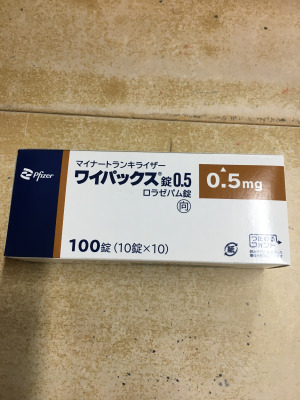 Pfizer
マイナートランキライザー
ワイパックス®錠0.5
ロラゼパム錠
向
0.5mg
100錠(10錠×10)